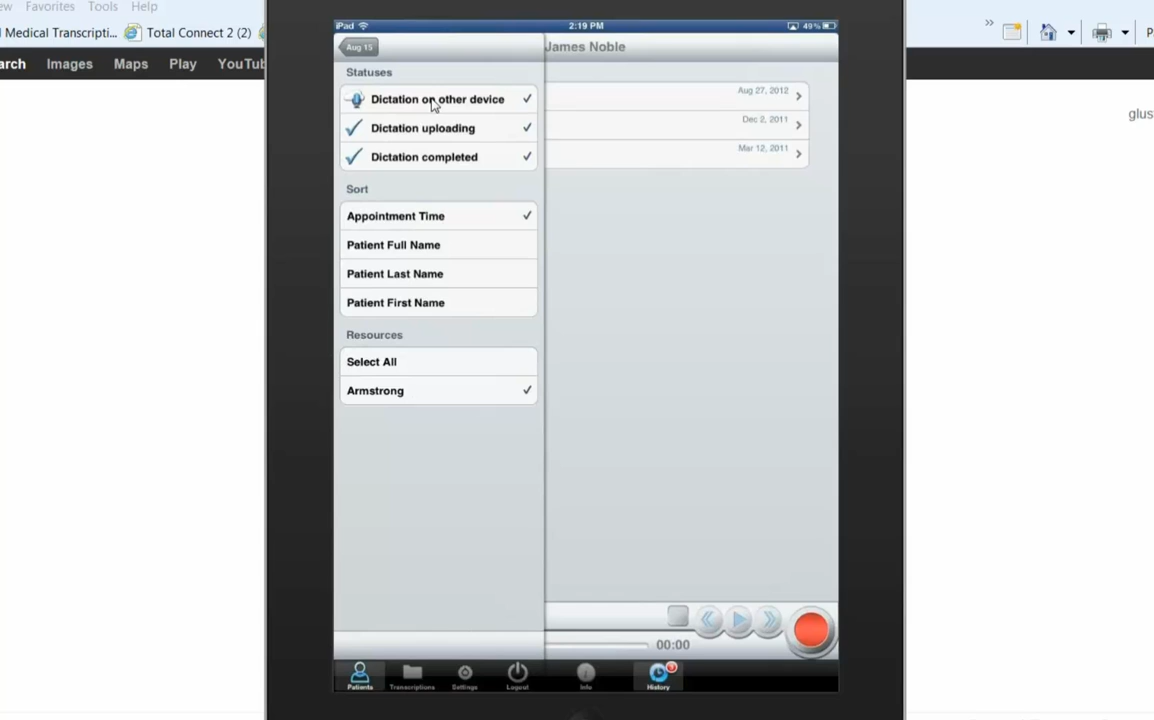 ew Favorites Tools Help
Medical Transcripti... Total Connect 2 (2)
arch Images Maps Play YouTub
glus
iPad 2:19 PM 49%
Aug 15 James Noble
Statuses
Dictation on other device
Dictation uploading
Dictation completed
Aug 27, 2012
Dec 2, 2011
Mar 12, 2011
Sort
Appointment Time
Patient Full Name
Patient Last Name
Patient First Name
Resources
Select All
Armstrong
00:00
Patients Transcriptions Settings Logout Info History